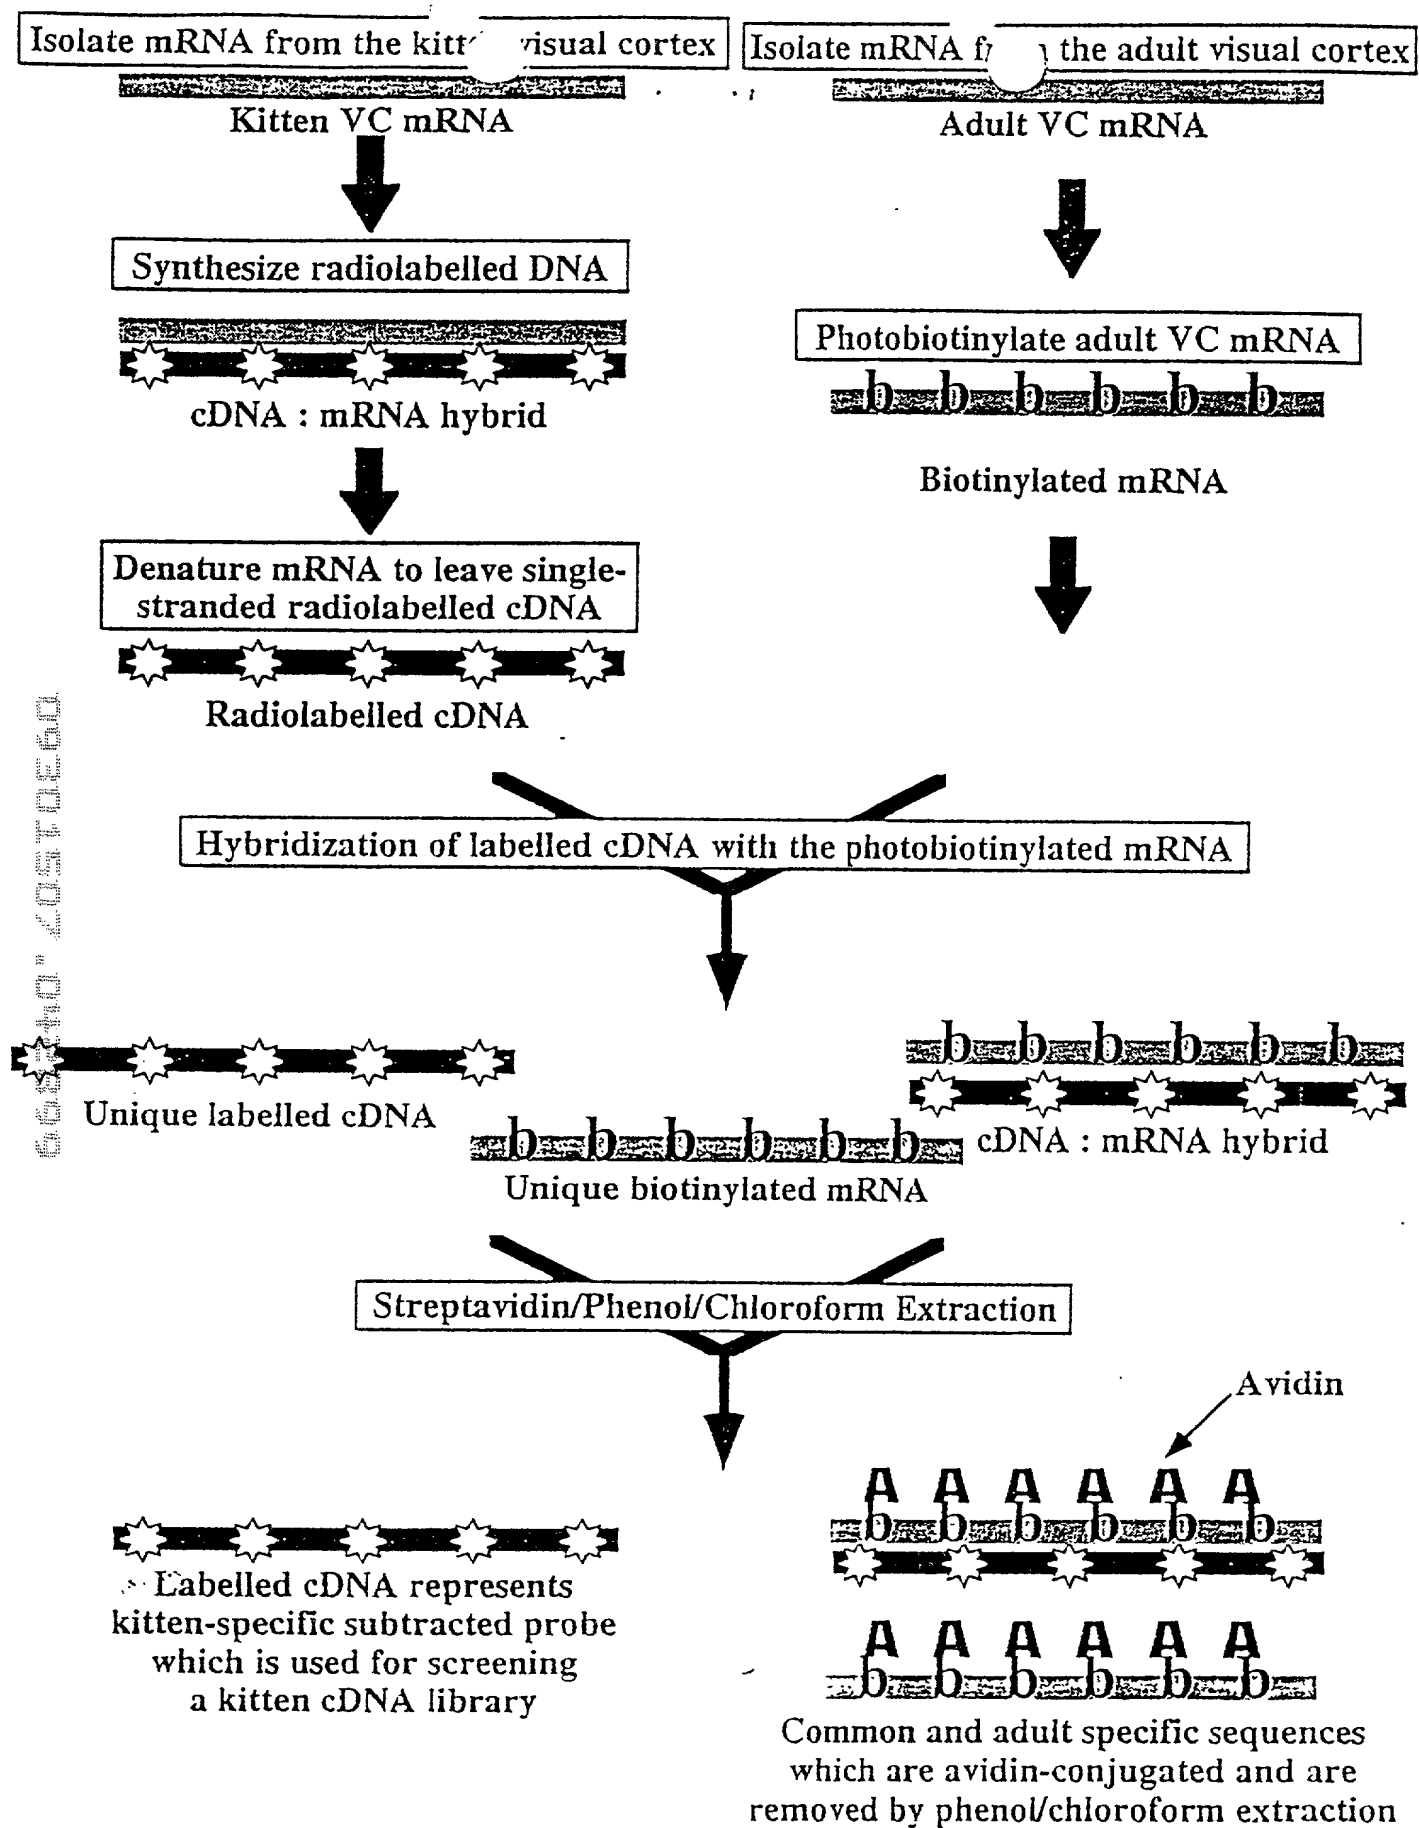 Isolate mRNA from the visual cortex
Kitten VC mRNA
Synthesize radiolabelled DNA
cDNA : mRNA hybrid
Denature mRNA to leave single-
stranded radiolabelled cDNA
Radiolabelled cDNA
Isolate mRNA the adult visual cortex
Adult VC mRNA
Photobiotinylate adult VC mRNA
b b b b b b
Biotinylated mRNA
Hybridization of labelled cDNA with the photobiotinylated mRNA
Unique labelled cDNA
b b b b b b
Unique biotinylated mRNA
b b b b b b
cDNA : mRNA hybrid
Streptavidin/Phenol/Chloroform Extraction
Labelled cDNA represents
kitten-specific subtracted probe
which is used for screening
a kitten cDNA library
Avidin
A A A A A A
b b b b b b
A A A A A A
b b b b b b
Common and adult specific sequences
which are avidin-conjugated and are
removed by phenol/chloroform extraction